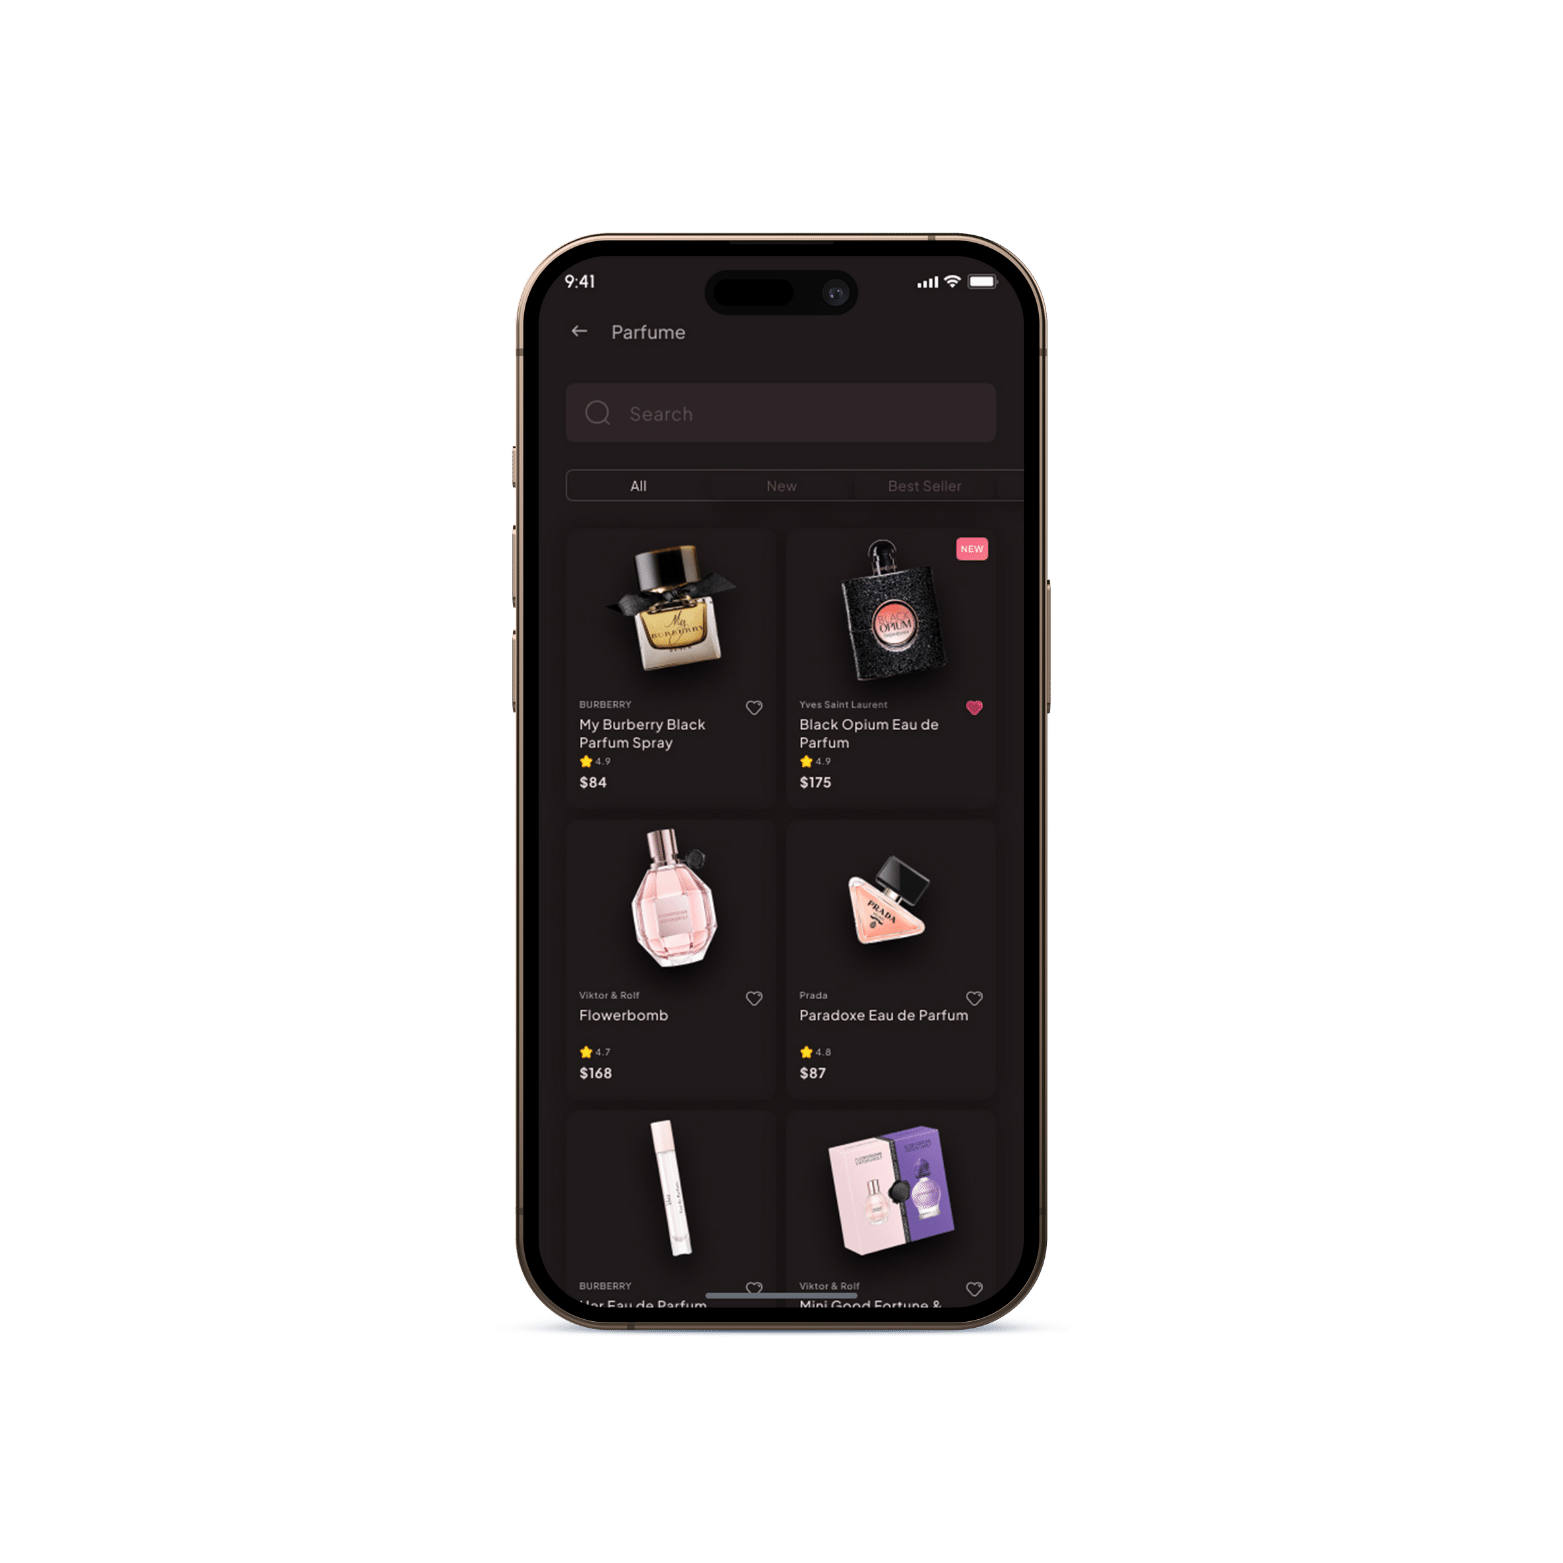 9:41
Parfume
Search
All
New
Best Seller
NEW
My
BURBERRY
BLACK
OPIUM
BURBERRY
My Burberry Black
Parfum Spray
4.9
$84
Yves Saint Laurent
Black Opium Eau de
Parfum
4.9
$175
PRADA
Viktor & Rolf
Flowerbomb
4.7
$168
Prada
Paradoxe Eau de Parfum
4.8
$87
BURBERRY
Her Eau de Parfum
Viktor & Rolf
Mini Good Fortune &